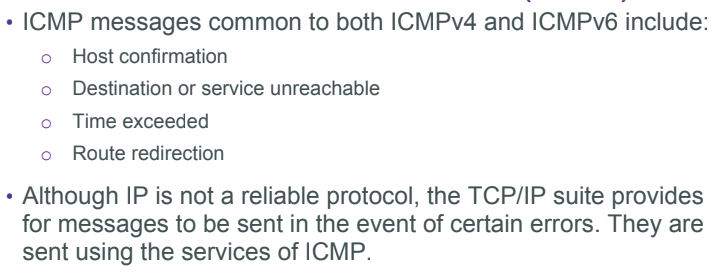 • ICMP messages common to both ICMPv4 and ICMPv6 include:
o Host confirmation
o Destination or service unreachable
o Time exceeded
o Route redirection
• Although IP is not a reliable protocol, the TCP/IP suite provides
for messages to be sent in the event of certain errors. They are
sent using the services of ICMP.